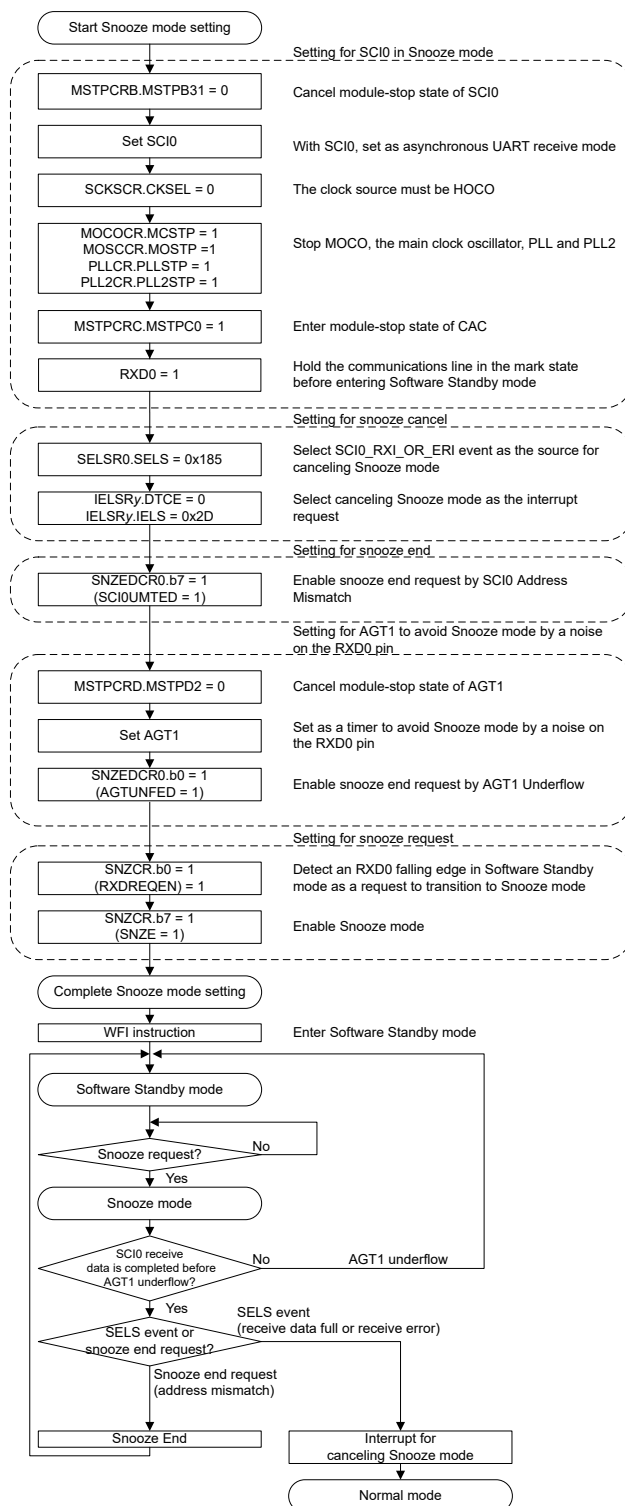 Start Snooze mode setting
Setting for SCI0 in Snooze mode
MSTPCRB.MSTPB31 = 0
Cancel module-stop state of SCI0
Set SCI0
With SCI0, set as asynchronous UART receive mode
SCKSCR.CKSEL = 0
The clock source must be HOCO
MOCOCR.MCSTP = 1
MOSCCR.MOSTP =1
PLLCR.PLLSTP = 1
PLL2CR.PLL2STP = 1
Stop MOCO, the main clock oscillator, PLL and PLL2
MSTPCRC.MSTPC0 = 1
Enter module-stop state of CAC
RXD0 = 1
Hold the communications line in the mark state
before entering Software Standby mode
Setting for snooze cancel
SELSR0.SELS = 0x185
Select SCI0_RXI_OR_ERI event as the source for
canceling Snooze mode
IELSRy.DTCE = 0
IELSRy.IELS = 0x2D
Select canceling Snooze mode as the interrupt
request
Setting for snooze end
SNZEDCR0.b7 = 1
(SCI0UMTED = 1)
Enable snooze end request by SCI0 Address
Mismatch
Setting for AGT1 to avoid Snooze mode by a noise
on the RXD0 pin
MSTPCRD.MSTPD2 = 0
Cancel module-stop state of AGT1
Set AGT1
Set as a timer to avoid Snooze mode by a noise on
the RXD0 pin
SNZEDCR0.b0 = 1
(AGTUNFED = 1)
Enable snooze end request by AGT1 Underflow
Setting for snooze request
SNZCR.b0 = 1
(RXDREQEN) = 1
Detect an RXD0 falling edge in Software Standby
mode as a request to transition to Snooze mode
SNZCR.b7 = 1
(SNZE = 1)
Enable Snooze mode
Complete Snooze mode setting
WFI instruction
Enter Software Standby mode
Software Standby mode
Snooze request?
No
Yes
Snooze mode
SCI0 receive
data is completed before
AGT1 underflow?
No
AGT1 underflow
Yes
SELS event
(receive data full or receive error)
SELS event or
snooze end request?
Snooze end request
(address mismatch)
Snooze End
Interrupt for
canceling Snooze mode
Normal mode